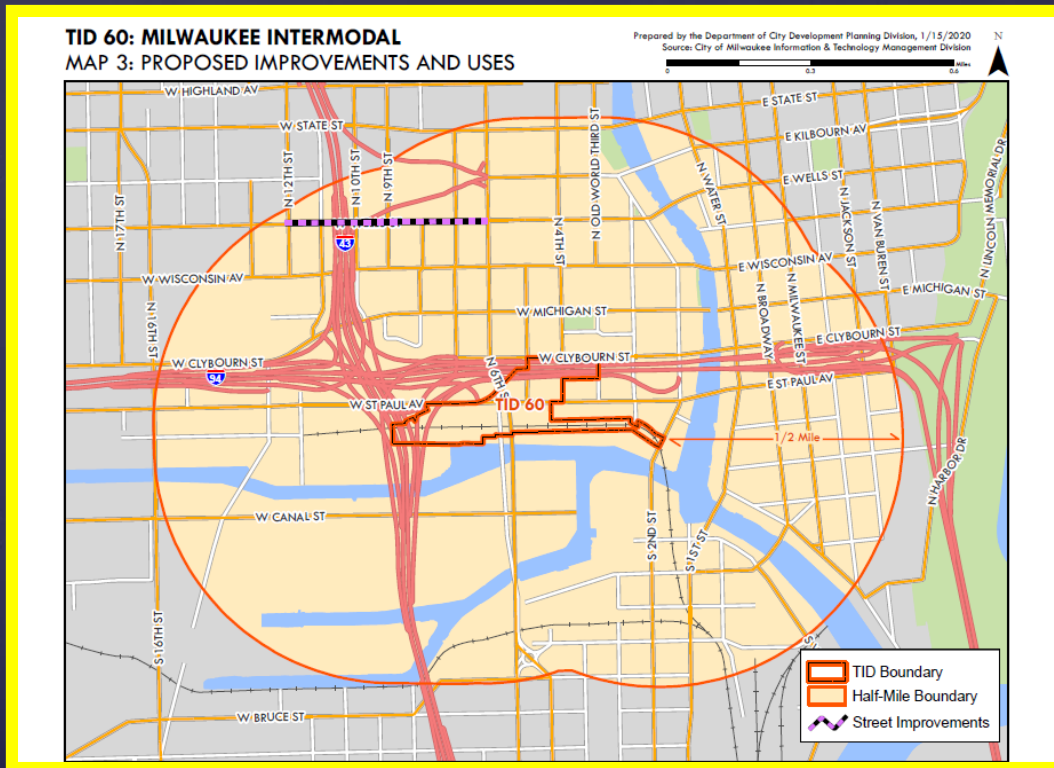 TID 60: MILWAUKEE INTERMODAL
MAP 3: PROPOSED IMPROVEMENTS AND USES
Prepared by the Department of City Development Planning Division, 1/15/2020
Source: City of Milwaukee Information & Technology Management Division
N
Miles
0 0.3 0.6
W HIGHLAND AV
E STATE ST
W STATE ST
E KILBOURN AV
N OLD WORLD THIRD ST
N 12TH ST
N 10TH ST
N 9TH ST
E WELLS ST
N LINCOLN MEMORIAL DR
N 17TH ST
N WATER ST
N JACKSON ST
N VAN BUREN ST
N 4TH ST
43
E WISCONSIN AV
W WISCONSIN AV
E MICHIGAN ST
W MICHIGAN ST
N 16TH ST
N BROADWAY
N MILWAUKEE ST
E CLYBOURN ST
W CLYBOURN ST
W CLYBOURN ST
94
N 6TH S
E ST PAUL AV
W ST PAUL AV
TID 60
1/2 Mile
N HARBOR DR
W CANAL ST
S 2ND ST
S 1ST ST
S 16TH ST
S
W BRUCE ST
TID Boundary
Half-Mile Boundary
Street Improvements